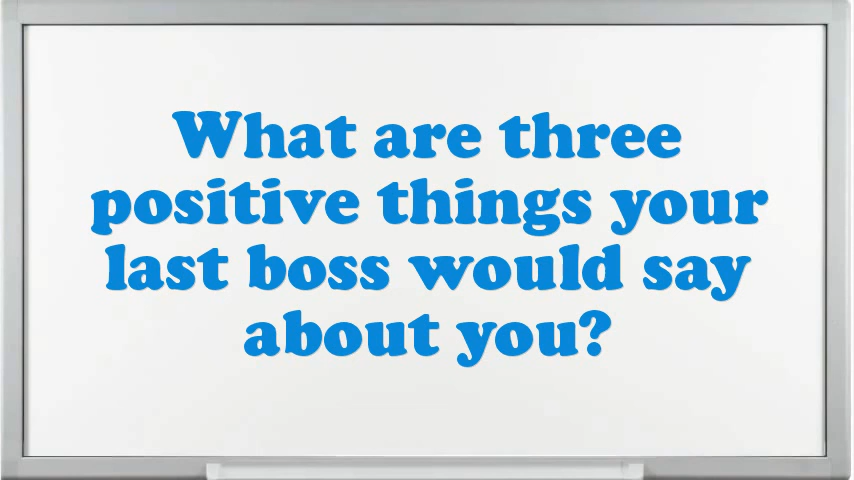 What are three
positive things your
last boss would say
about you?